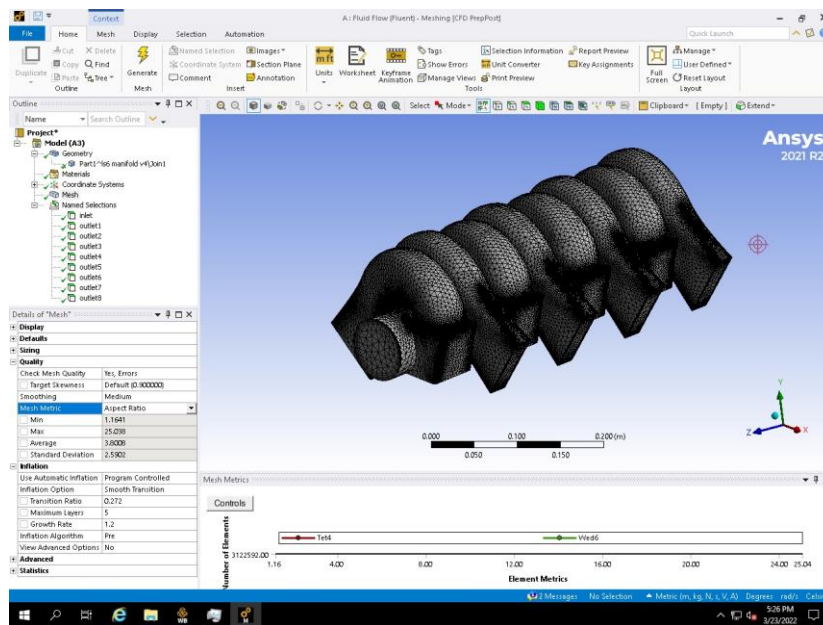 A : Fluid Flow (Fluent) - Meshing [CFD PrepPost]
Context
File Home Mesh Display Selection Automation
Quick Launch
Duplicate
Cut
Delete
Copy
Find
Paste
Tree
Outline
Generate
Mesh
Named Selection
Images
Coordinate System
Section Plane
Comment
Annotation
Insert
Units
Worksheet
Keyframe
Animation
Tags
Selection Information
Report Preview
Show Errors
Unit Converter
Key Assignments
Manage Views
Print Preview
Tools
Full
Screen
Manage
User Defined
Reset Layout
Layout
Outline
Name
Search Outline
Select Mode
Clipboard [ Empty ] Extend
Project*
Model (A3)
Geometry
Part1^ls6 manifold v4\Join1
Materials
Coordinate Systems
Mesh
Named Selections
inlet
outlet1
outlet2
outlet3
outlet4
outlet5
outlet6
outlet7
outlet8
Ansys
2021 R2
Details of "Mesh"
Display
Defaults
Sizing
Quality
Check Mesh Quality Yes, Errors
Target Skewness Default (0.900000)
Smoothing Medium
Mesh Metric Aspect Ratio
Min 1.1641
Max 25.038
Average 3.8008
Standard Deviation 2.5902
Inflation
Use Automatic Inflation Program Controlled
Inflation Option Smooth Transition
Transition Ratio 0.272
Maximum Layers 5
Growth Rate 1.2
Inflation Algorithm Pre
View Advanced Options No
Advanced
Statistics
Y
Z
X
0.000 0.100 0.200 (m)
0.050 0.150
Mesh Metrics
Controls
Number of Elements
Tet4 Wed6
3122592.00
1.16 4.00 8.00 12.00 16.00 20.00 24.00 25.04
Element Metrics
2 Messages No Selection Metric (m, kg, N, s, V, A) Degrees rad/s Celsi
WB
M
5:26 PM
3/23/2022